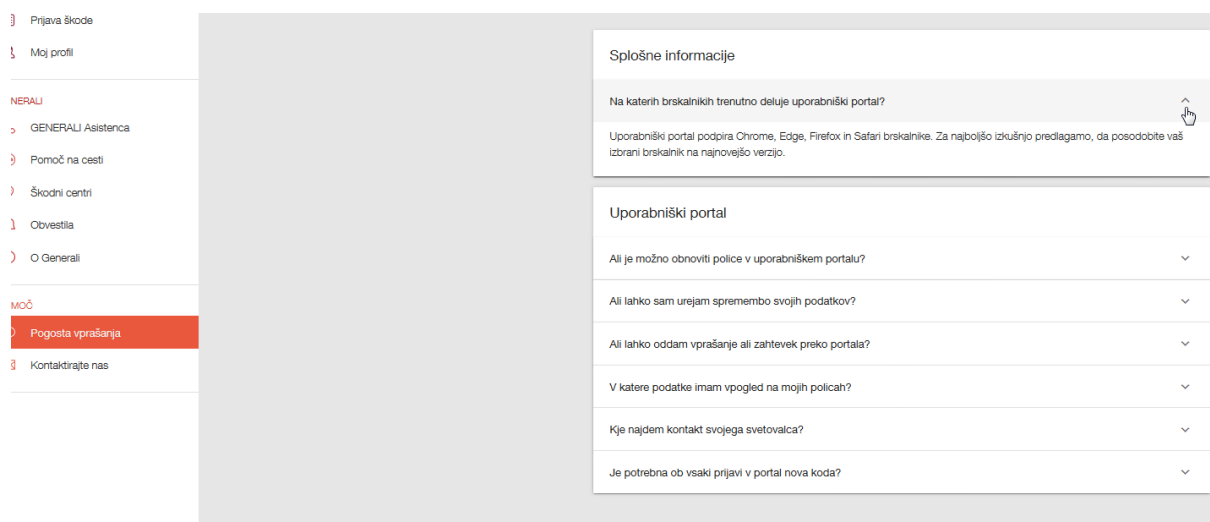 Prijava škode
Moj profil
NERALI
GENERALI Asistenca
Pomoč na cesti
Škodni centri
Obvestila
O Generali
MOČ
Pogosta vprašanja
Kontaktirajte nas
Splošne informacije
Na katerih brskalnikih trenutno deluje uporabniški portal?
Uporabniški portal podpira Chrome, Edge, Firefox in Safari brskalnike. Za najboljšo izkušnjo predlagamo, da posodobite vaš
izbrani brskalnik na najnovejšo verzijo.
Uporabniški portal
Ali je možno obnoviti police v uporabniškem portalu?
Ali lahko sam urejam spremembo svojih podatkov?
Ali lahko oddam vprašanje ali zahtevek preko portala?
V katere podatke imam vpogled na mojih policah?
Kje najdem kontakt svojega svetovalca?
Je potrebna ob vsaki prijavi v portal nova koda?